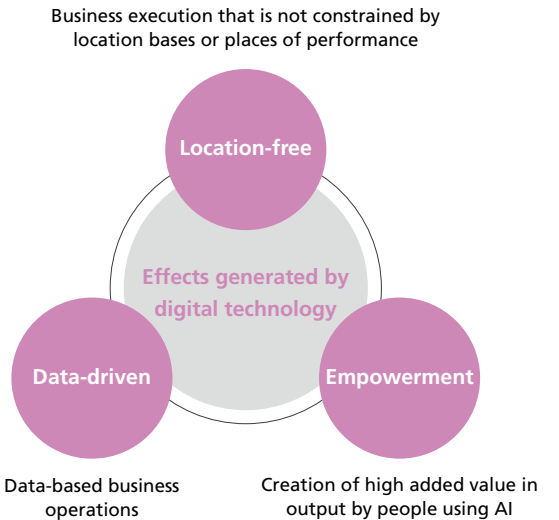 Business execution that is not constrained by
location bases or places of performance
Location-free
Effects generated by
digital technology
Data-driven
Empowerment
Data-based business
operations
Creation of high added value in
output by people using AI